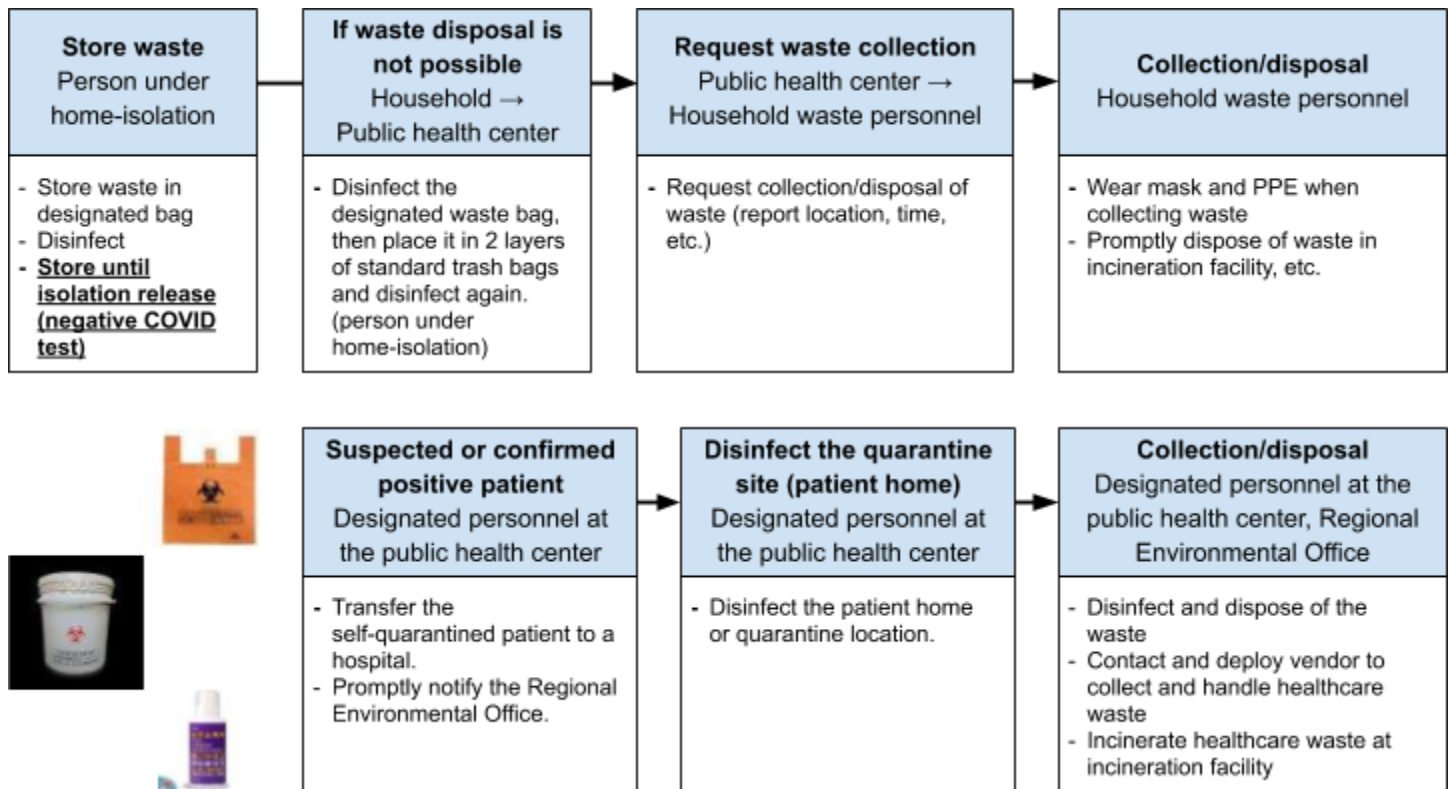 Store waste
Person under
home-isolation
- Store waste in
designated bag
- Disinfect
- Store until
isolation release
(negative COVID
test)
If waste disposal is
not possible
Household →
Public health center
- Disinfect the
designated waste bag,
then place it in 2 layers
of standard trash bags
and disinfect again.
(person under
home-isolation)
Request waste collection
Public health center →
Household waste personnel
- Request collection/disposal of
waste (report location, time,
etc.)
Collection/disposal
Household waste personnel
- Wear mask and PPE when
collecting waste
- Promptly dispose of waste in
incineration facility, etc.
Suspected or confirmed
positive patient
Designated personnel at
the public health center
- Transfer the
self-quarantined patient to a
hospital.
- Promptly notify the Regional
Environmental Office.
Disinfect the quarantine
site (patient home)
Designated personnel at
the public health center
- Disinfect the patient home
or quarantine location.
Collection/disposal
Designated personnel at the
public health center, Regional
Environmental Office
- Disinfect and dispose of the
waste
- Contact and deploy vendor to
collect and handle healthcare
waste
- Incinerate healthcare waste at
incineration facility